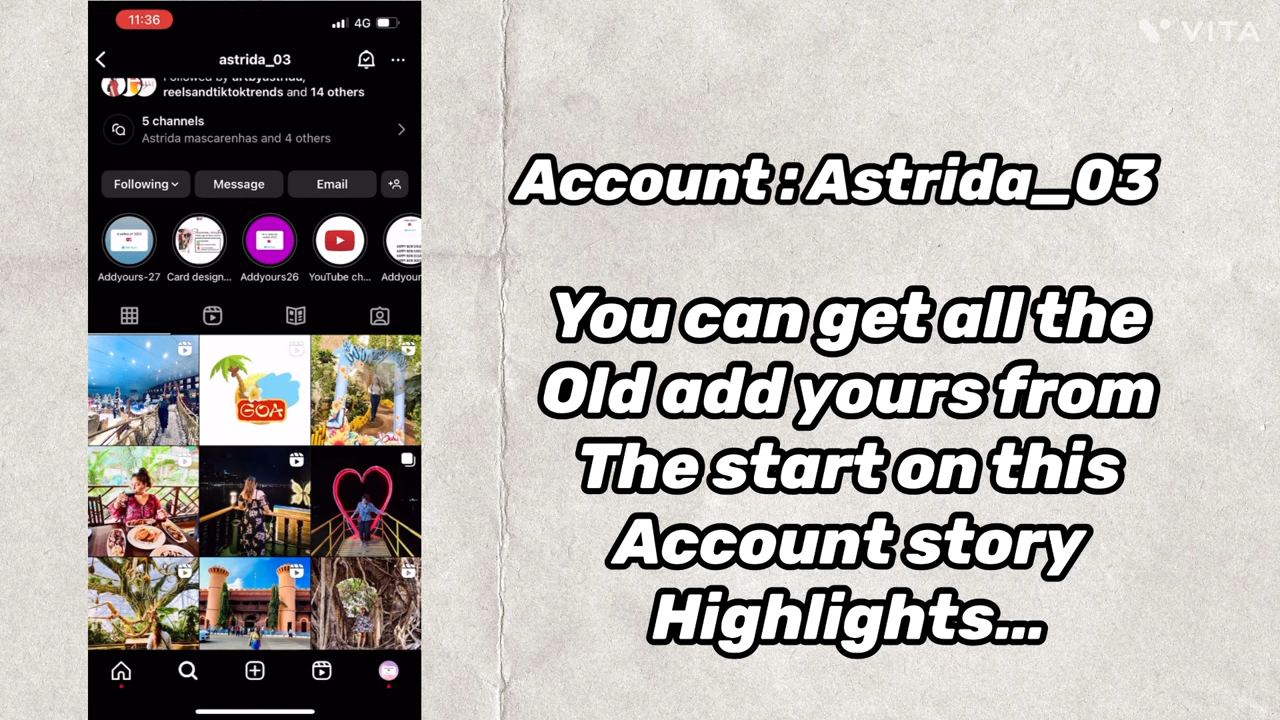 11:36
4G
VITA
astrida_03
Followed by artbyastrida,
reelsandtiktoktrends and 14 others
5 channels
Astrida mascarenhas and 4 others
Following
Message
Email
Addyours-27
Card design...
Addyours26
YouTube ch...
Addyour
GOA
Account : Astrida_03
You can get all the
Old add yours from
The start on this
Account story
Highlights...